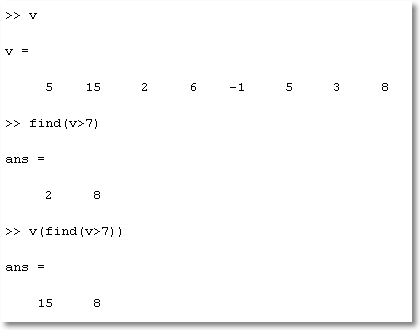 >> v
v =
5 15 2 6 -1 5 3 8
>> find(v>7)
ans =
2 8
>> v(find(v>7))
ans =
15 8